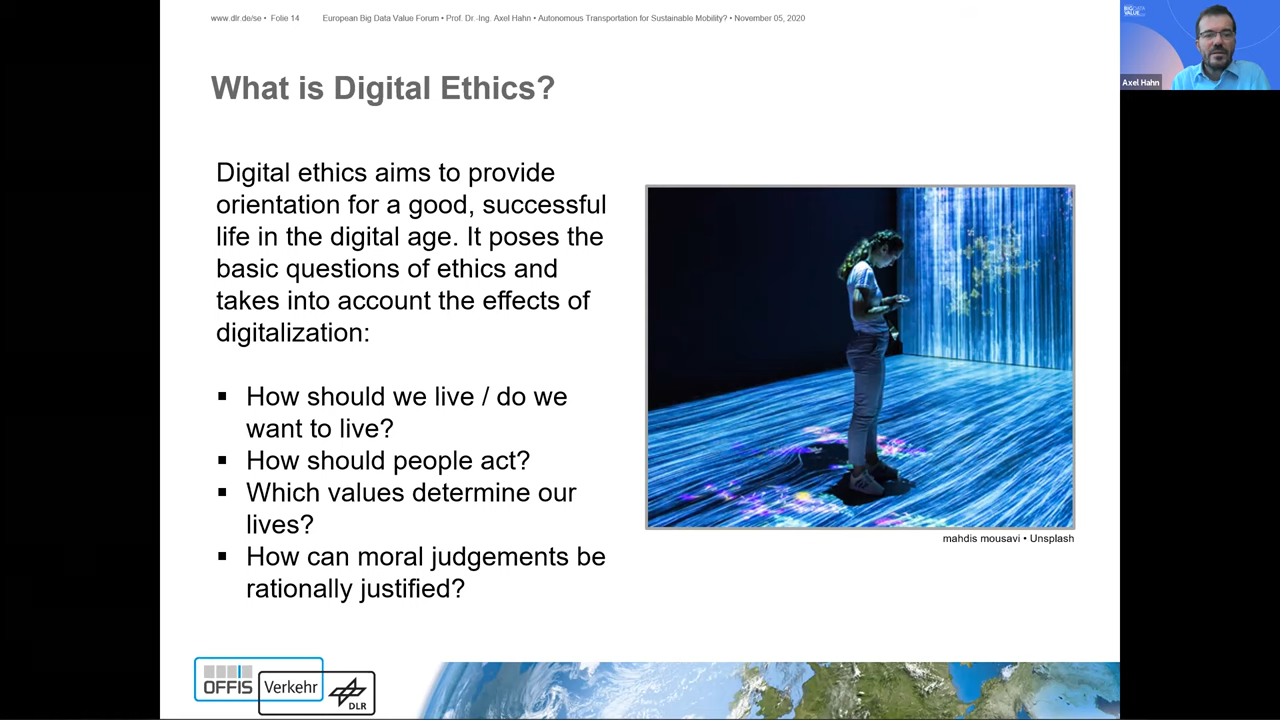 www.dlr.de/se • Folie 14 European Big Data Value Forum • Prof. Dr.-Ing. Axel Hahn • Autonomous Transportation for Sustainable Mobility? • November 05, 2020
BIG DATA
VALUE
Axel Hahn
What is Digital Ethics?
Digital ethics aims to provide
orientation for a good, successful
life in the digital age. It poses the
basic questions of ethics and
takes into account the effects of
digitalization:
▪ How should we live / do we
want to live?
▪ How should people act?
▪ Which values determine our
lives?
▪ How can moral judgements be
rationally justified?
mahdis mousavi • Unsplash
OFFIS
Verkehr
DLR